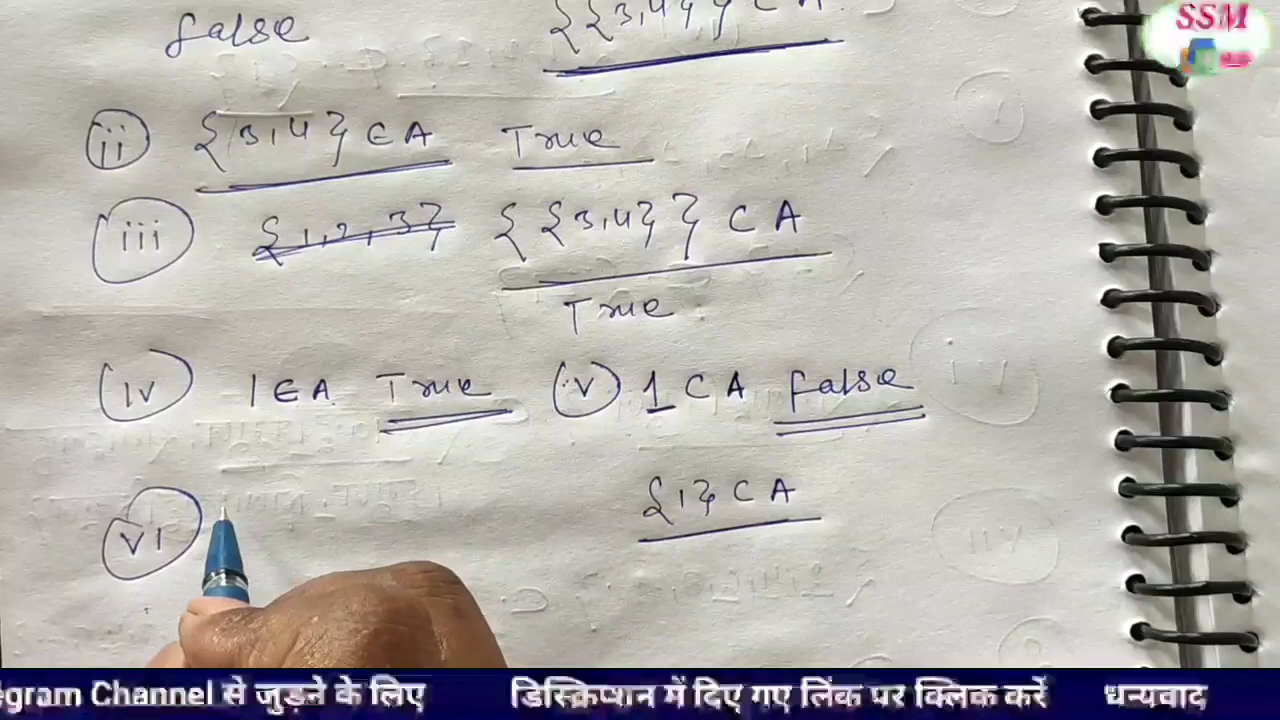 SSM
False {{3,4}} ⊂ A
(ii) {3,4} ∈ A True
(iii) {1,2,3} {{3,4}} ⊂ A
True
(iv) 1 ∈ A True (v) 1 ⊂ A False
{1} ⊂ A
(vi)
egram Channel से जुड़ने के लिए डिस्क्रिप्शन में दिए गए लिंक पर क्लिक करें धन्यवाद